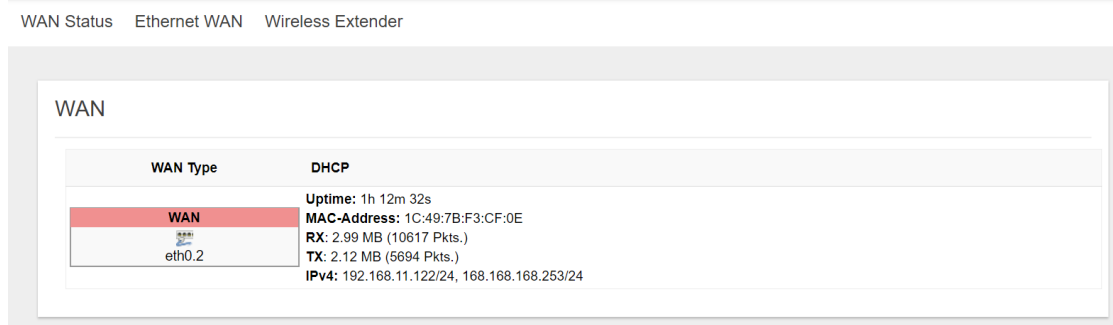 WAN Status Ethernet WAN Wireless Extender
WAN
WAN Type DHCP
WAN
eth0.2
Uptime: 1h 12m 32s
MAC-Address: 1C:49:7B:F3:CF:0E
RX: 2.99 MB (10617 Pkts.)
TX: 2.12 MB (5694 Pkts.)
IPv4: 192.168.11.122/24, 168.168.168.253/24